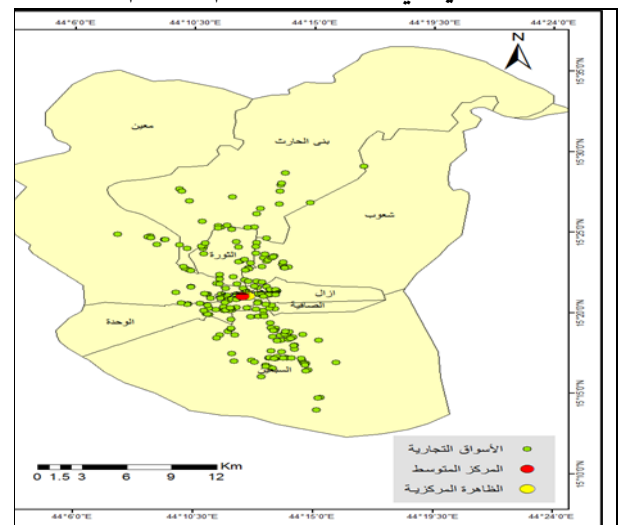 44°6'0"E 44°10'30"E 44°15'0"E 44°19'30"E 44°24'0"E
N
15°35'0"N
معين
15°30'0"N
بنى الحارث
شعوب
15°25'0"N
الثورة
ازال
الصافية
15°20'0"N
الوحدة
السبعين
15°15'0"N
الأسواق التجارية
المركز المتوسط
الظاهرة المركزية
Km
0 1.5 3 6 9 12
15°10'0"N
44°6'0"E 44°10'30"E 44°15'0"E 44°19'30"E 44°24'0"E